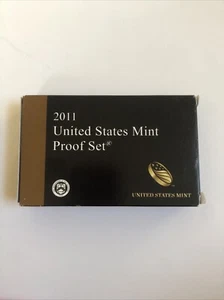 2011
United States Mint
Proof Set®
UNITED STATES MINT